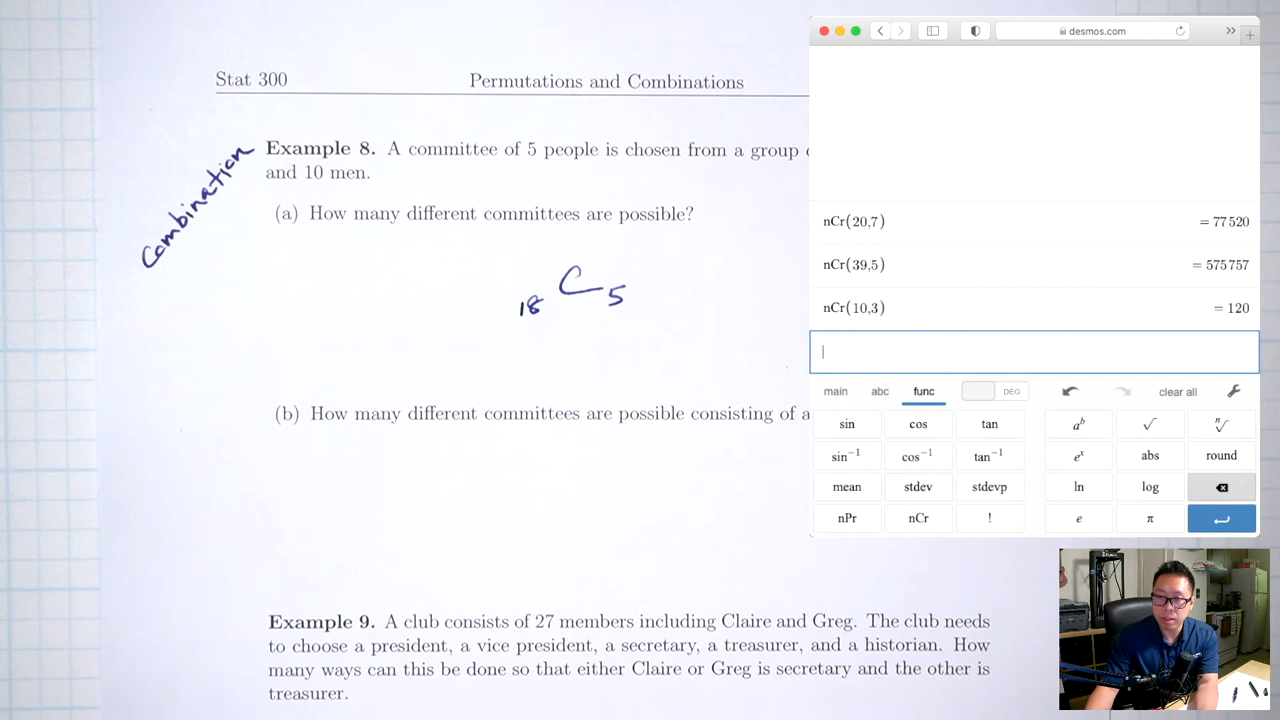 Stat 300
Permutations and Combinations
Combination
Example 8. A committee of 5 people is chosen from a group
and 10 men.
(a) How many different committees are possible?
18 C 5
(b) How many different committees are possible consisting of
Example 9. A club consists of 27 members including Claire and Greg. The club needs
to choose a president, a vice president, a secretary, a treasurer, and a historian. How
many ways can this be done so that either Claire or Greg is secretary and the other is
treasurer.
desmos.com
nCr(20,7) = 77520
nCr(39,5) = 575757
nCr(10,3) = 120
main abc func DEG clear all
sin cos tan a^b √ ⁿ√
sin⁻¹ cos⁻¹ tan⁻¹ eˣ abs round
mean stdev stdevp ln log
nPr nCr ! e π